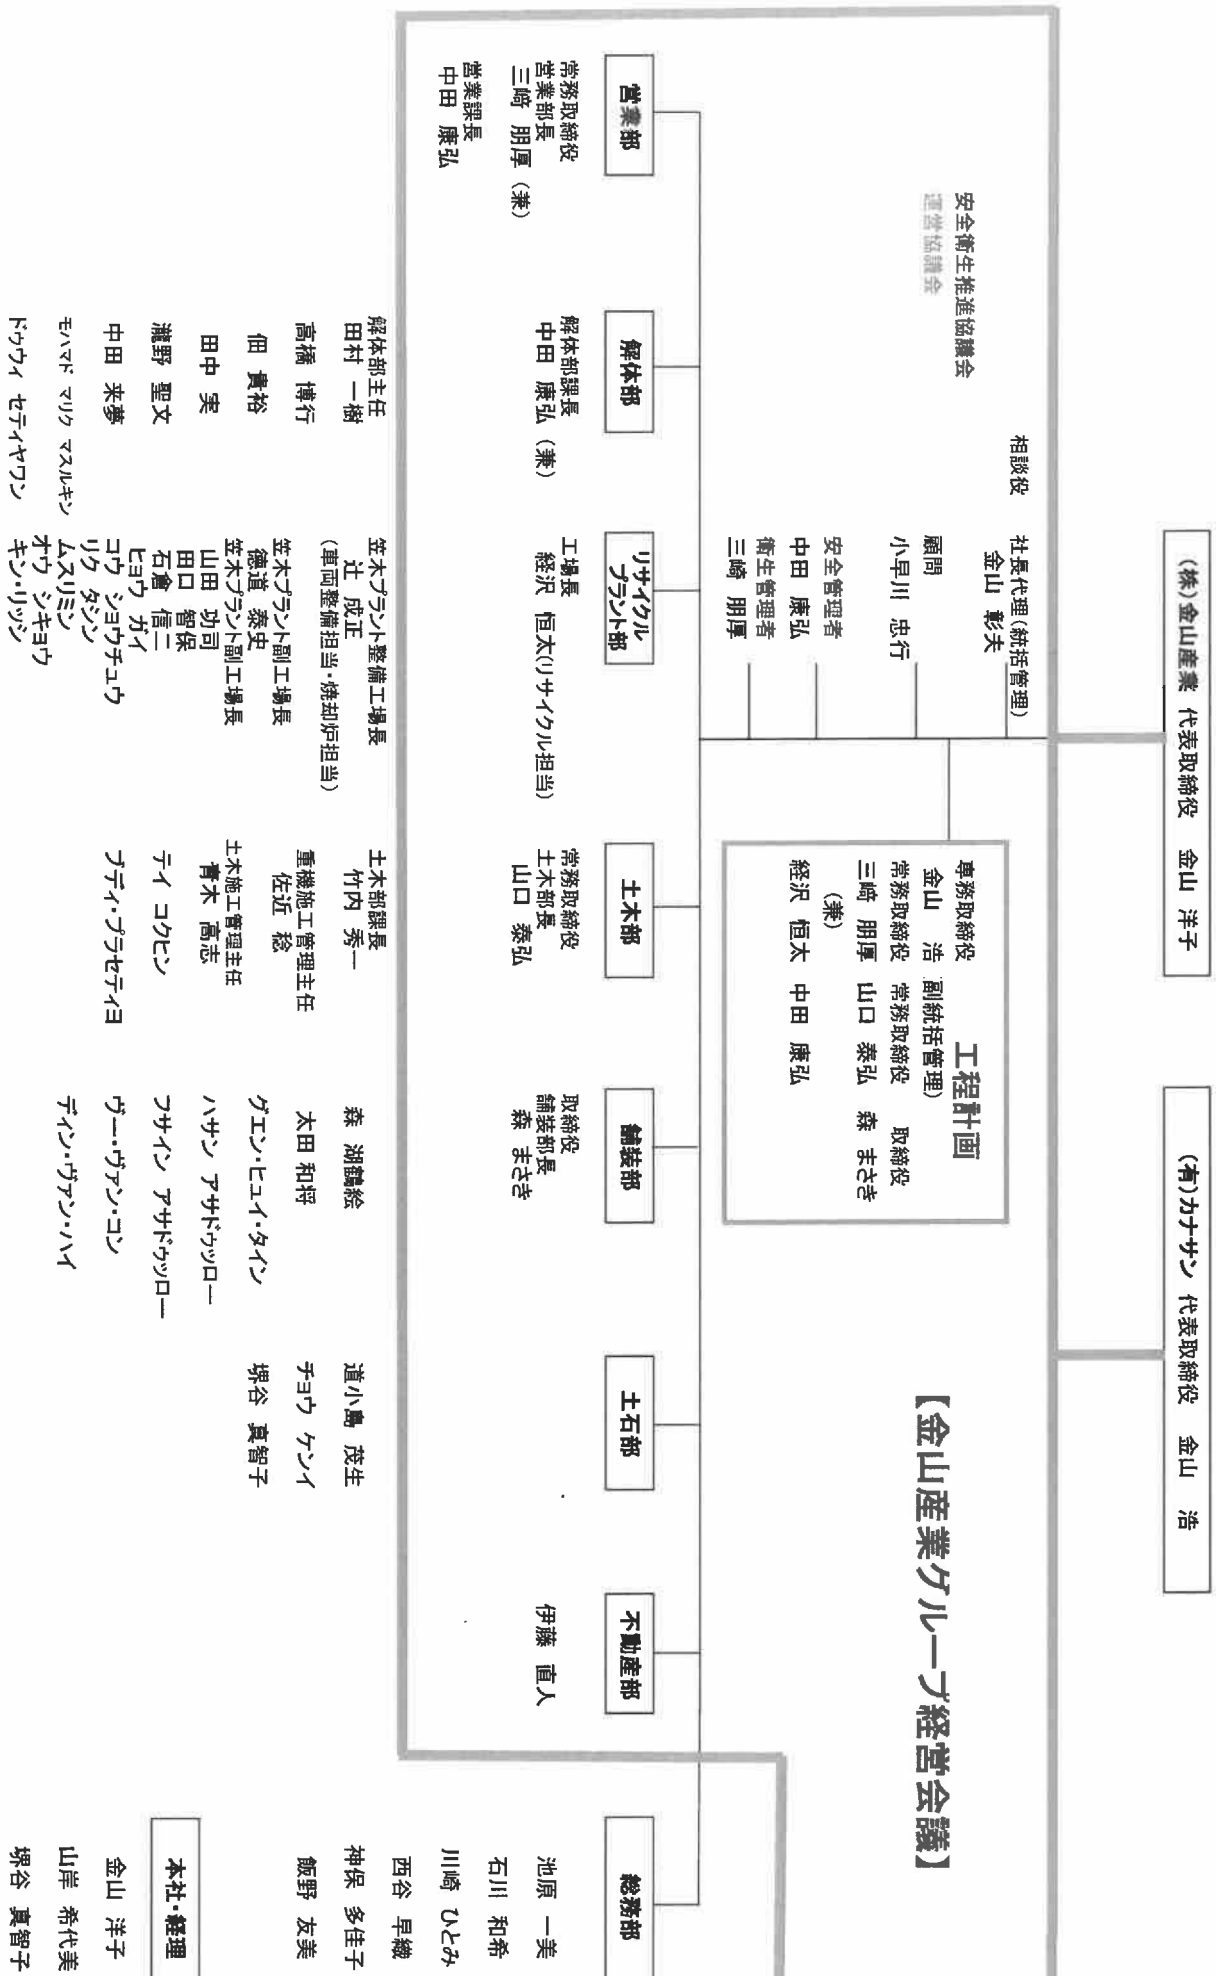 (株)金山産業 代表取締役 金山 洋子
(有)カナサン 代表取締役 金山 浩
【金山産業グループ経営会議】
相談役
社長代理(統括管理)
金山 彰夫
安全衛生推進協議会
運営協議会
顧問
小早川 忠行
安全管理者
中田 康弘
衛生管理者
三崎 朋厚
工程計画
専務取締役
金山 浩 副統括管理)
常務取締役 常務取締役 取締役
三崎 朋厚 山口 泰弘 森 まさき
(兼)
経沢 恒太 中田 康弘
営業部
常務取締役
営業部長
三崎 朋厚(兼)
営業課長
中田 康弘
解体部
解体部課長
中田 康弘(兼)
解体部主任
田村 一樹
高橋 博行
佃 貴裕
田中 実
瀧野 聖文
中田 来夢
モハマド マリク マスルキン
ドゥウィ セティヤワン
リサイクル
プラント部
工場長
経沢 恒太(リサイクル担当)
笠木プラント整備工場長
辻 成正
(車両整備担当・焼却炉担当)
笠木プラント副工場長
徳道 泰史
笠木プラント副工場長
山田 功司
田口 智保
石倉 信二
ヒョウ ガイ
コウ ショウチュウ
リク タシン
ムスリミン
オウ シキョウ
キン・リッシ
土木部
常務取締役
土木部長
山口 泰弘
土木部課長
竹内 秀一
重機施工管理主任
佐近 稔
土木施工管理主任
青木 高志
テイ コクヒン
ブディ・プラセティヨ
舗装部
取締役
舗装部長
森 まさき
森 湖鶴絵
太田 和将
グエン・ヒュイ・タイン
ハサン アサドゥッロー
フサイン アサドゥッロー
ヴー・ヴァン・コン
ディン・ヴァン・ハイ
土石部
道小島 茂生
チョウ ケンイ
堺谷 真智子
不動産部
伊藤 直人
総務部
池原 一美
石川 和希
川崎 ひとみ
西谷 早織
神保 多佳子
飯野 友美
本社・経理
金山 洋子
山岸 希代美
堺谷 真智子